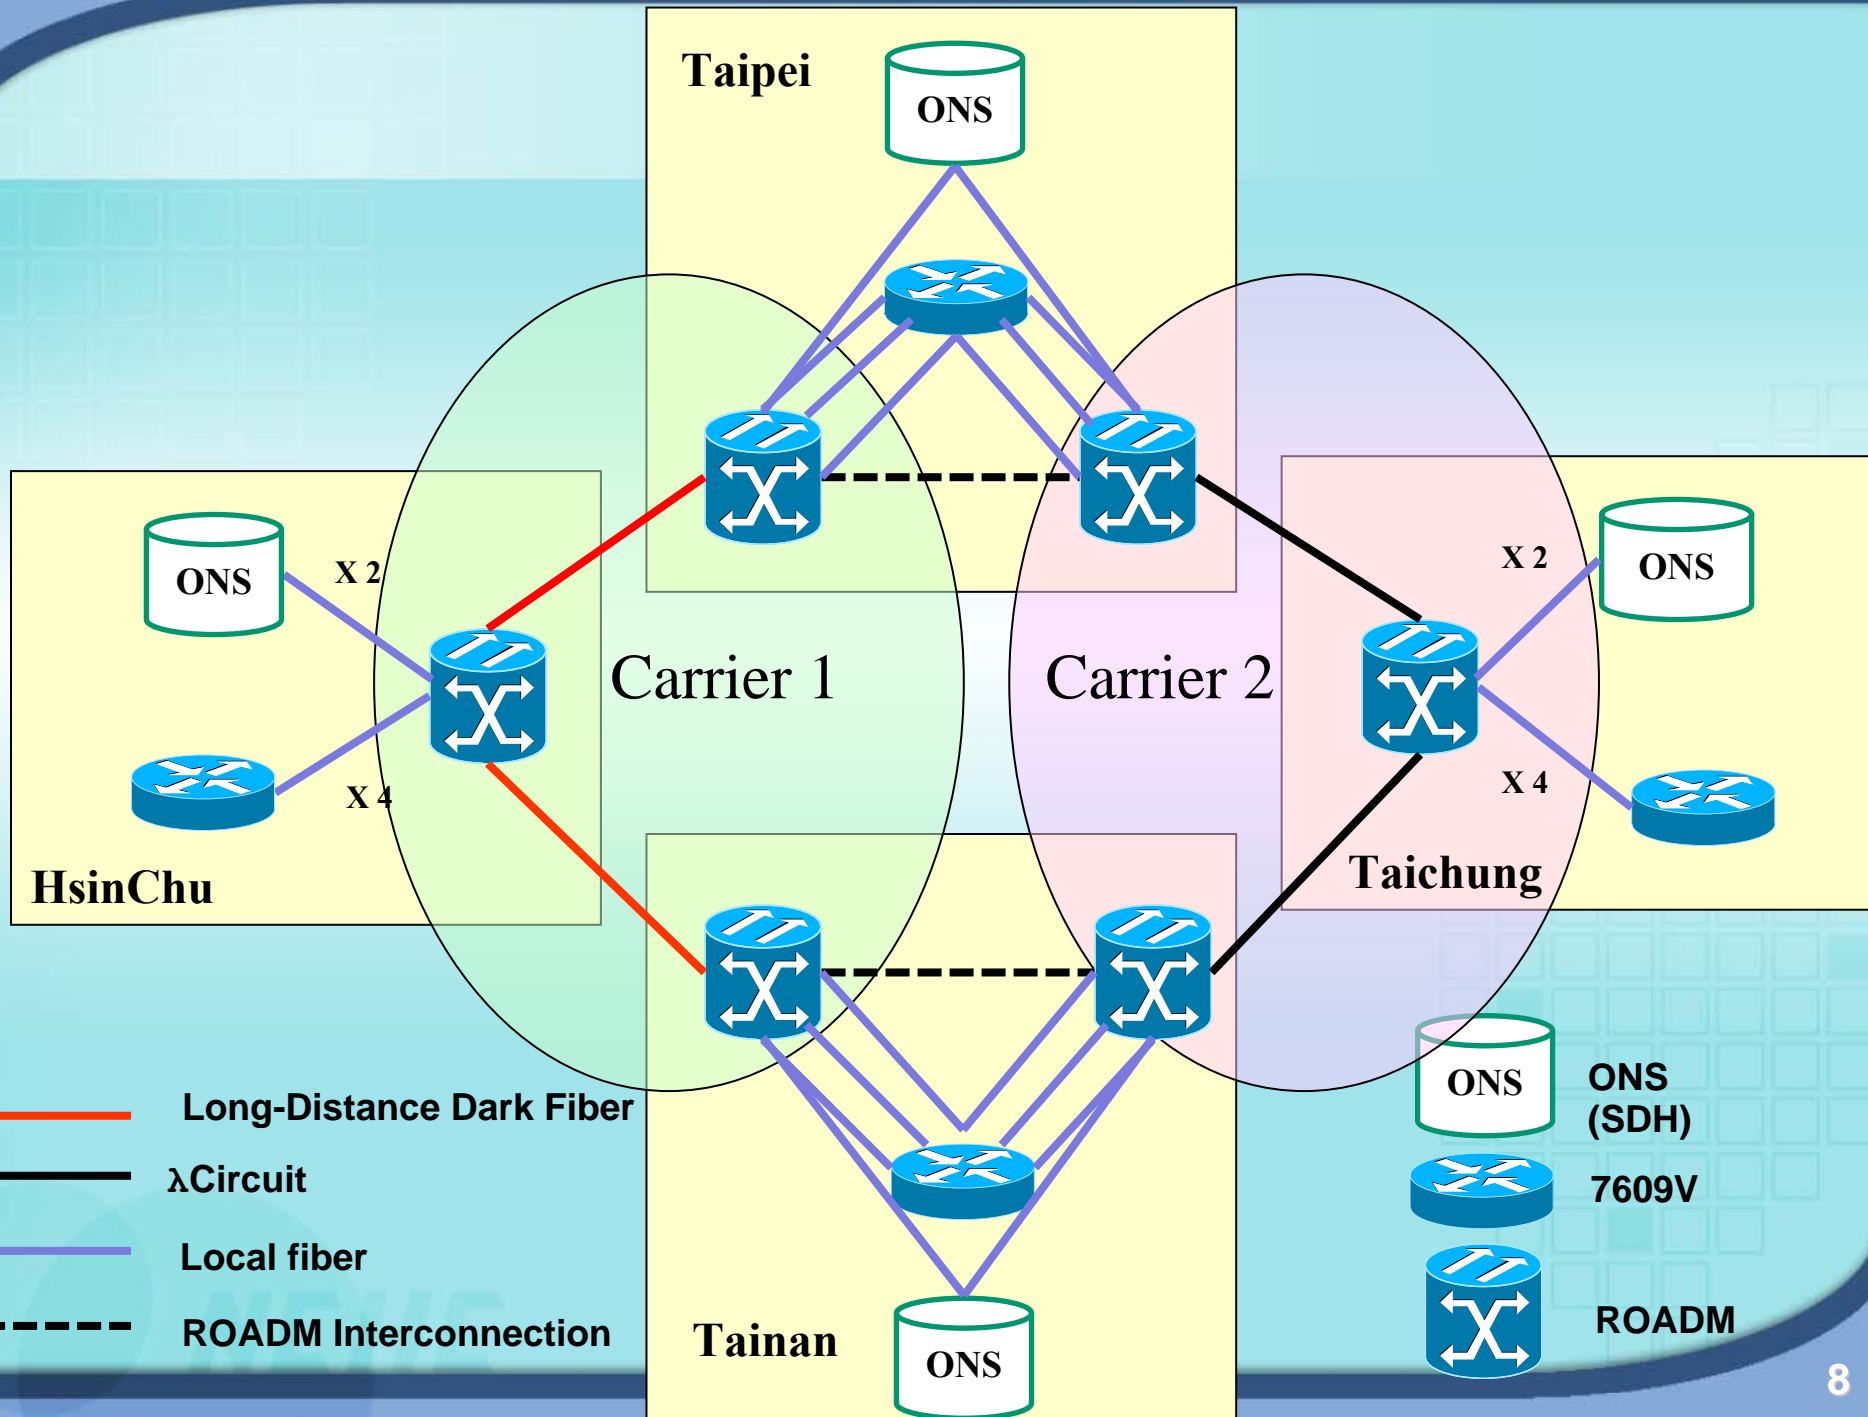 Taipei
ONS
ONS
X 2
X 4
HsinChu
Carrier 1
Carrier 2
X 2
ONS
X 4
Taichung
Tainan
ONS
Long-Distance Dark Fiber
λCircuit
Local fiber
ROADM Interconnection
ONS
ONS
(SDH)
7609V
ROADM
8